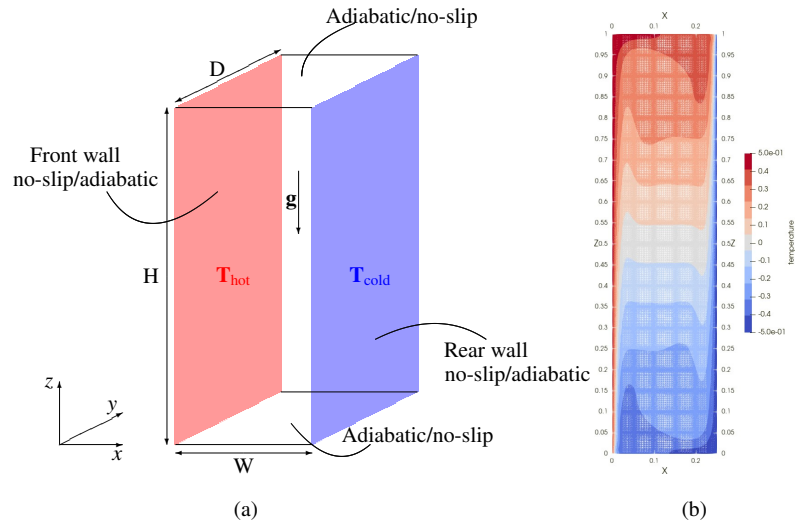 Adiabatic/no-slip
D
Front wall
no-slip/adiabatic
g
H
T_hot
T_cold
Rear wall
no-slip/adiabatic
z
y
x
Adiabatic/no-slip
W
(a)
X
0 0.1 0.2
1 1
0.95 0.95
0.9 0.9
0.85 0.85
0.8 0.8
0.75 0.75
0.7 0.7
0.65 0.65
0.6 0.6
0.55 0.55
Z0.5 Z0.5
0.45 0.45
0.4 0.4
0.35 0.35
0.3 0.3
0.25 0.25
0.2 0.2
0.15 0.15
0.1 0.1
0.05 0.05
0 0
0 0.1 0.2
X
5.0e-01
0.4
0.3
0.2
0.1
0
-0.1
-0.2
-0.3
-0.4
-5.0e-01
temperature
(b)